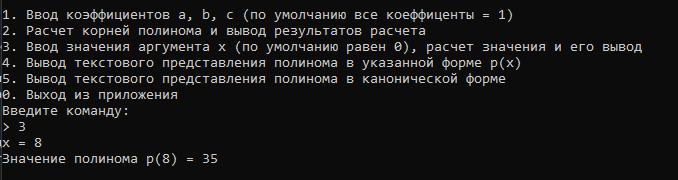 1. Ввод коэффициентов a, b, c (по умолчанию все коеффиценты = 1)
2. Расчет корней полинома и вывод результатов расчета
3. Ввод значения аргумента x (по умолчанию равен 0), расчет значения и его вывод
4. Вывод текстового представления полинома в указанной форме p(x)
5. Вывод текстового представления полинома в канонической форме
0. Выход из приложения
Введите команду:
> 3
x = 8
Значение полинома p(8) = 35